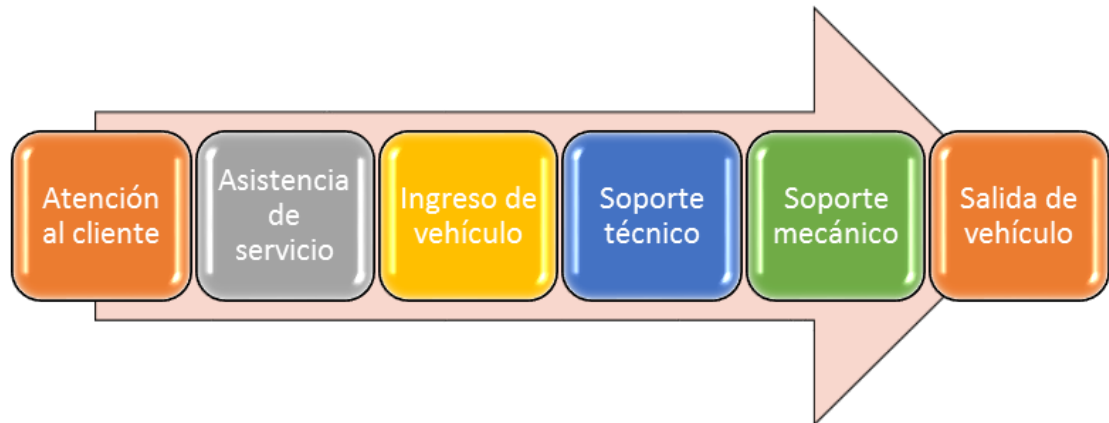 Atención
al cliente
Asistencia
de
servicio
Ingreso de
vehículo
Soporte
técnico
Soporte
mecánico
Salida de
vehículo